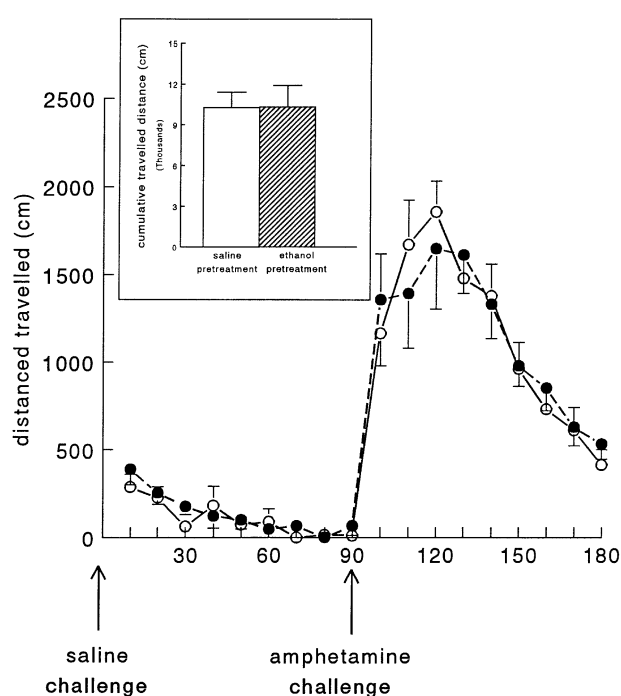 cumulative travelled distance (cm)
(Thousands)
15
12
9
6
3
0
saline
pretreatment
ethanol
pretreatment
distanced travelled (cm)
2500
2000
1500
1000
500
0
30
60
90
120
150
180
saline
challenge
amphetamine
challenge